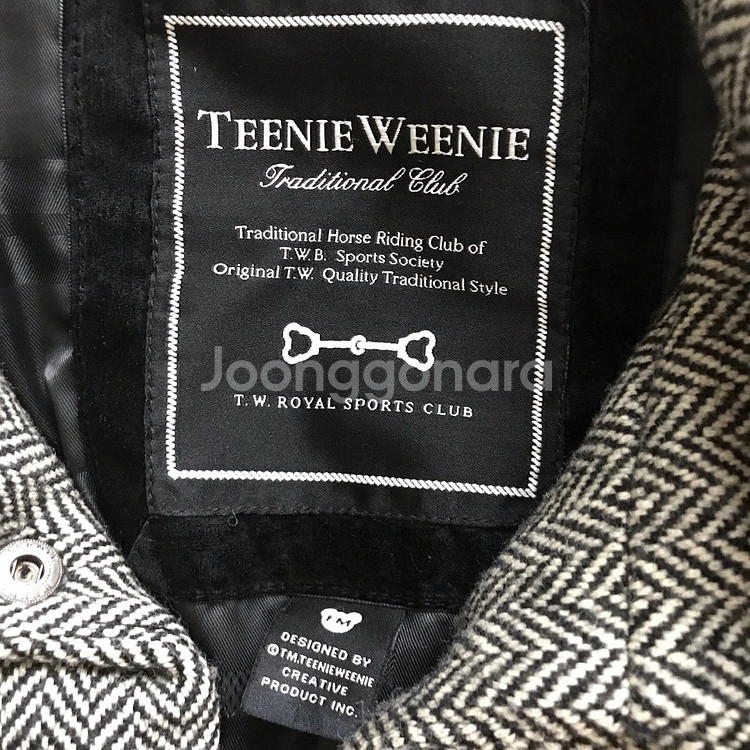 TEENIE WEENIE
Traditional Club
Traditional Horse Riding Club of
T.W.B. Sports Society
Original T.W. Quality Traditional Style
Joonggonara
T.W. ROYAL SPORTS CLUB
FM
DESIGNED BY
©TM.TEENIEWEENIE
CREATIVE
PRODUCT INC.